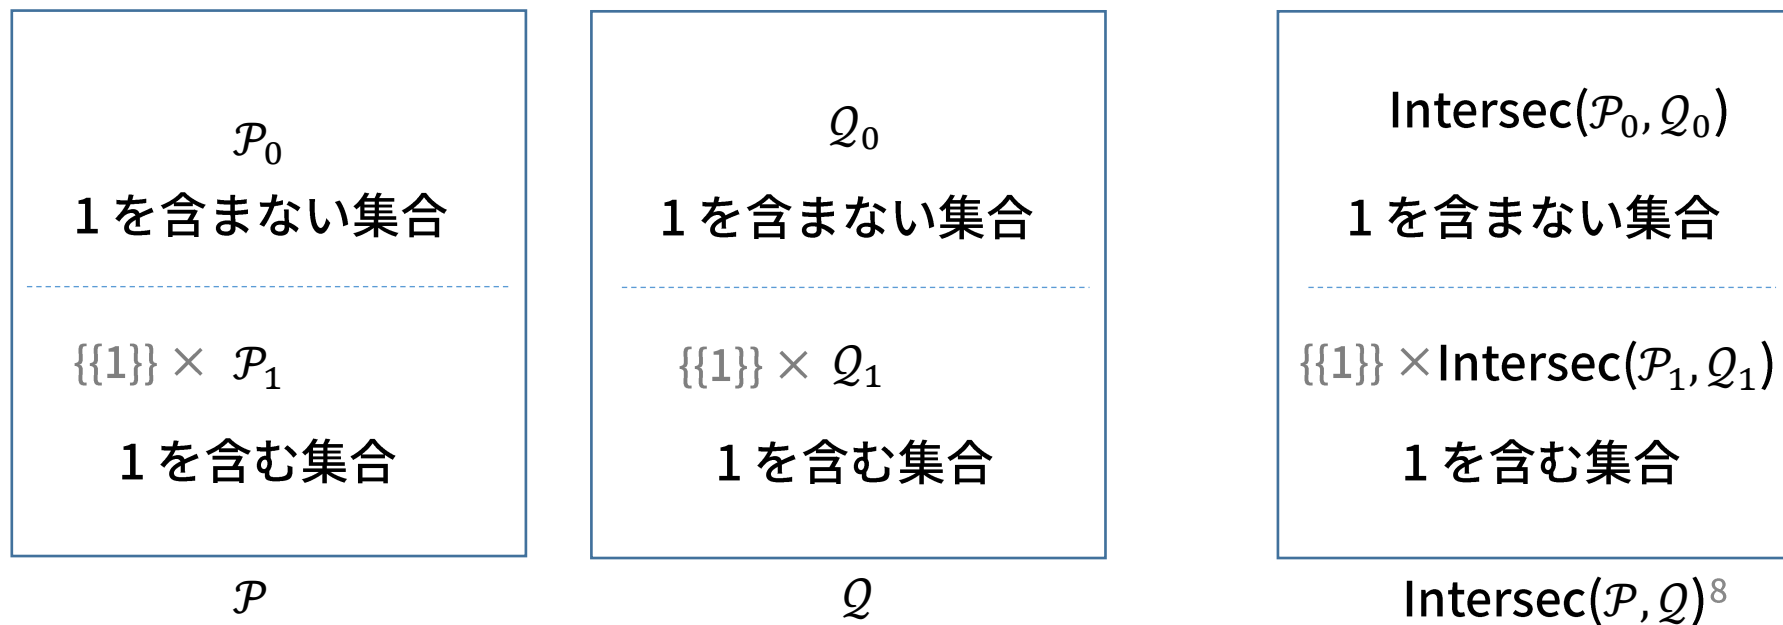 𝒫₀
1 を含まない集合
{{1}} × 𝒫₁
1 を含む集合
𝒫
𝒬₀
1 を含まない集合
{{1}} × 𝒬₁
1 を含む集合
𝒬
Intersec(𝒫₀, 𝒬₀)
1 を含まない集合
{{1}} ×Intersec(𝒫₁, 𝒬₁)
1 を含む集合
Intersec(𝒫, 𝒬)
8